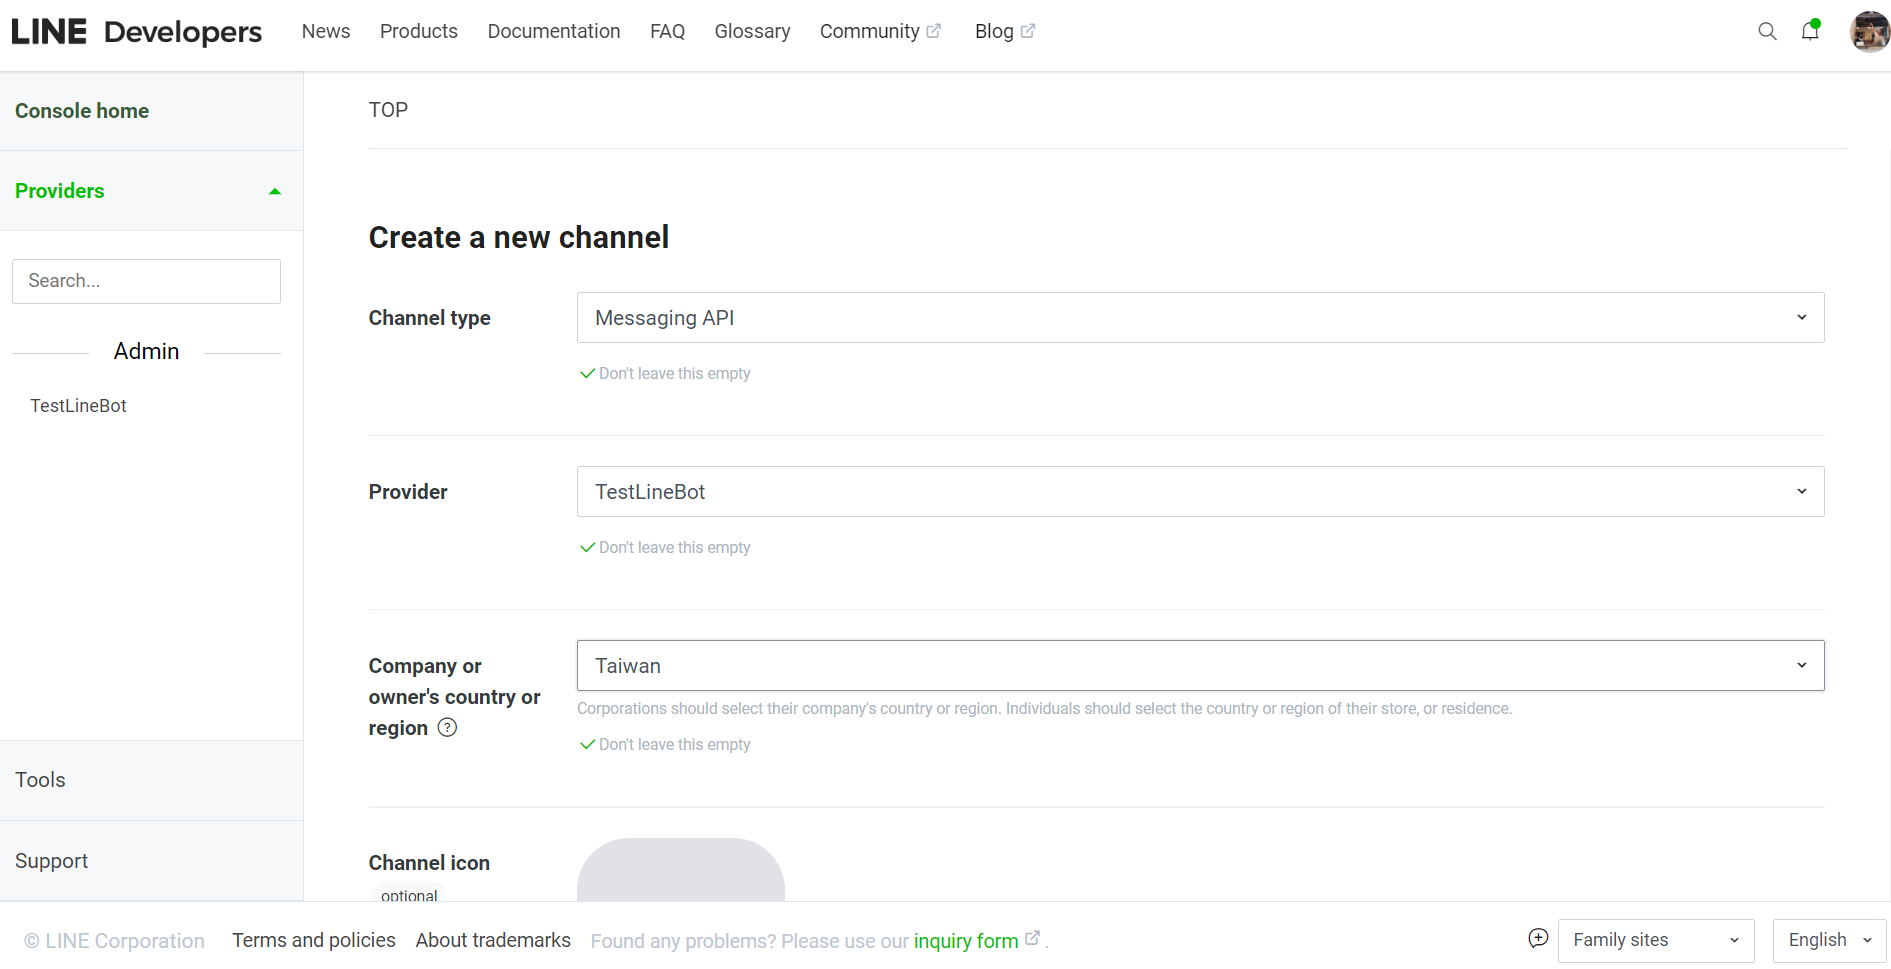 LINE Developers
News
Products
Documentation
FAQ
Glossary
Community
Blog
Console home
Providers
Search...
Admin
TestLineBot
Tools
Support
TOP
Create a new channel
Channel type
Messaging API
Don't leave this empty
Provider
TestLineBot
Don't leave this empty
Company or
owner's country or
region ?
Taiwan
Corporations should select their company's country or region. Individuals should select the country or region of their store, or residence.
Don't leave this empty
Channel icon
optional
© LINE Corporation
Terms and policies
About trademarks
Found any problems? Please use our inquiry form .
Family sites
English